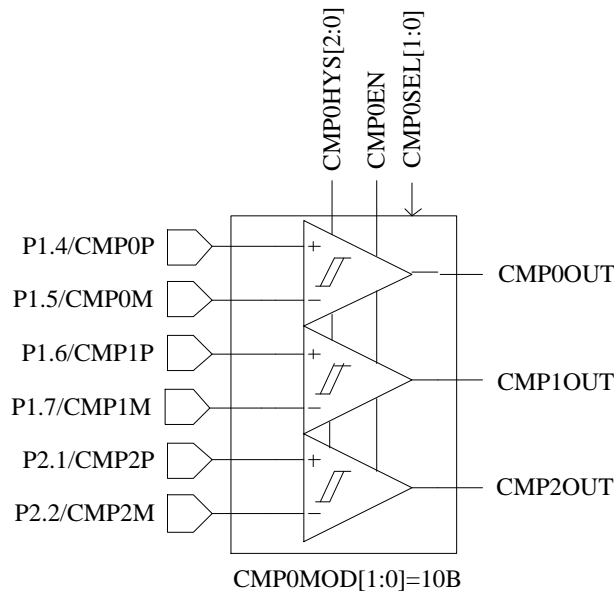 CMP0HYS[2:0]
CMP0EN
CMP0SEL[1:0]
P1.4/CMP0P
+
CMP0OUT
P1.5/CMP0M
−
P1.6/CMP1P
+
CMP1OUT
P1.7/CMP1M
−
P2.1/CMP2P
+
CMP2OUT
P2.2/CMP2M
−
CMP0MOD[1:0]=10B